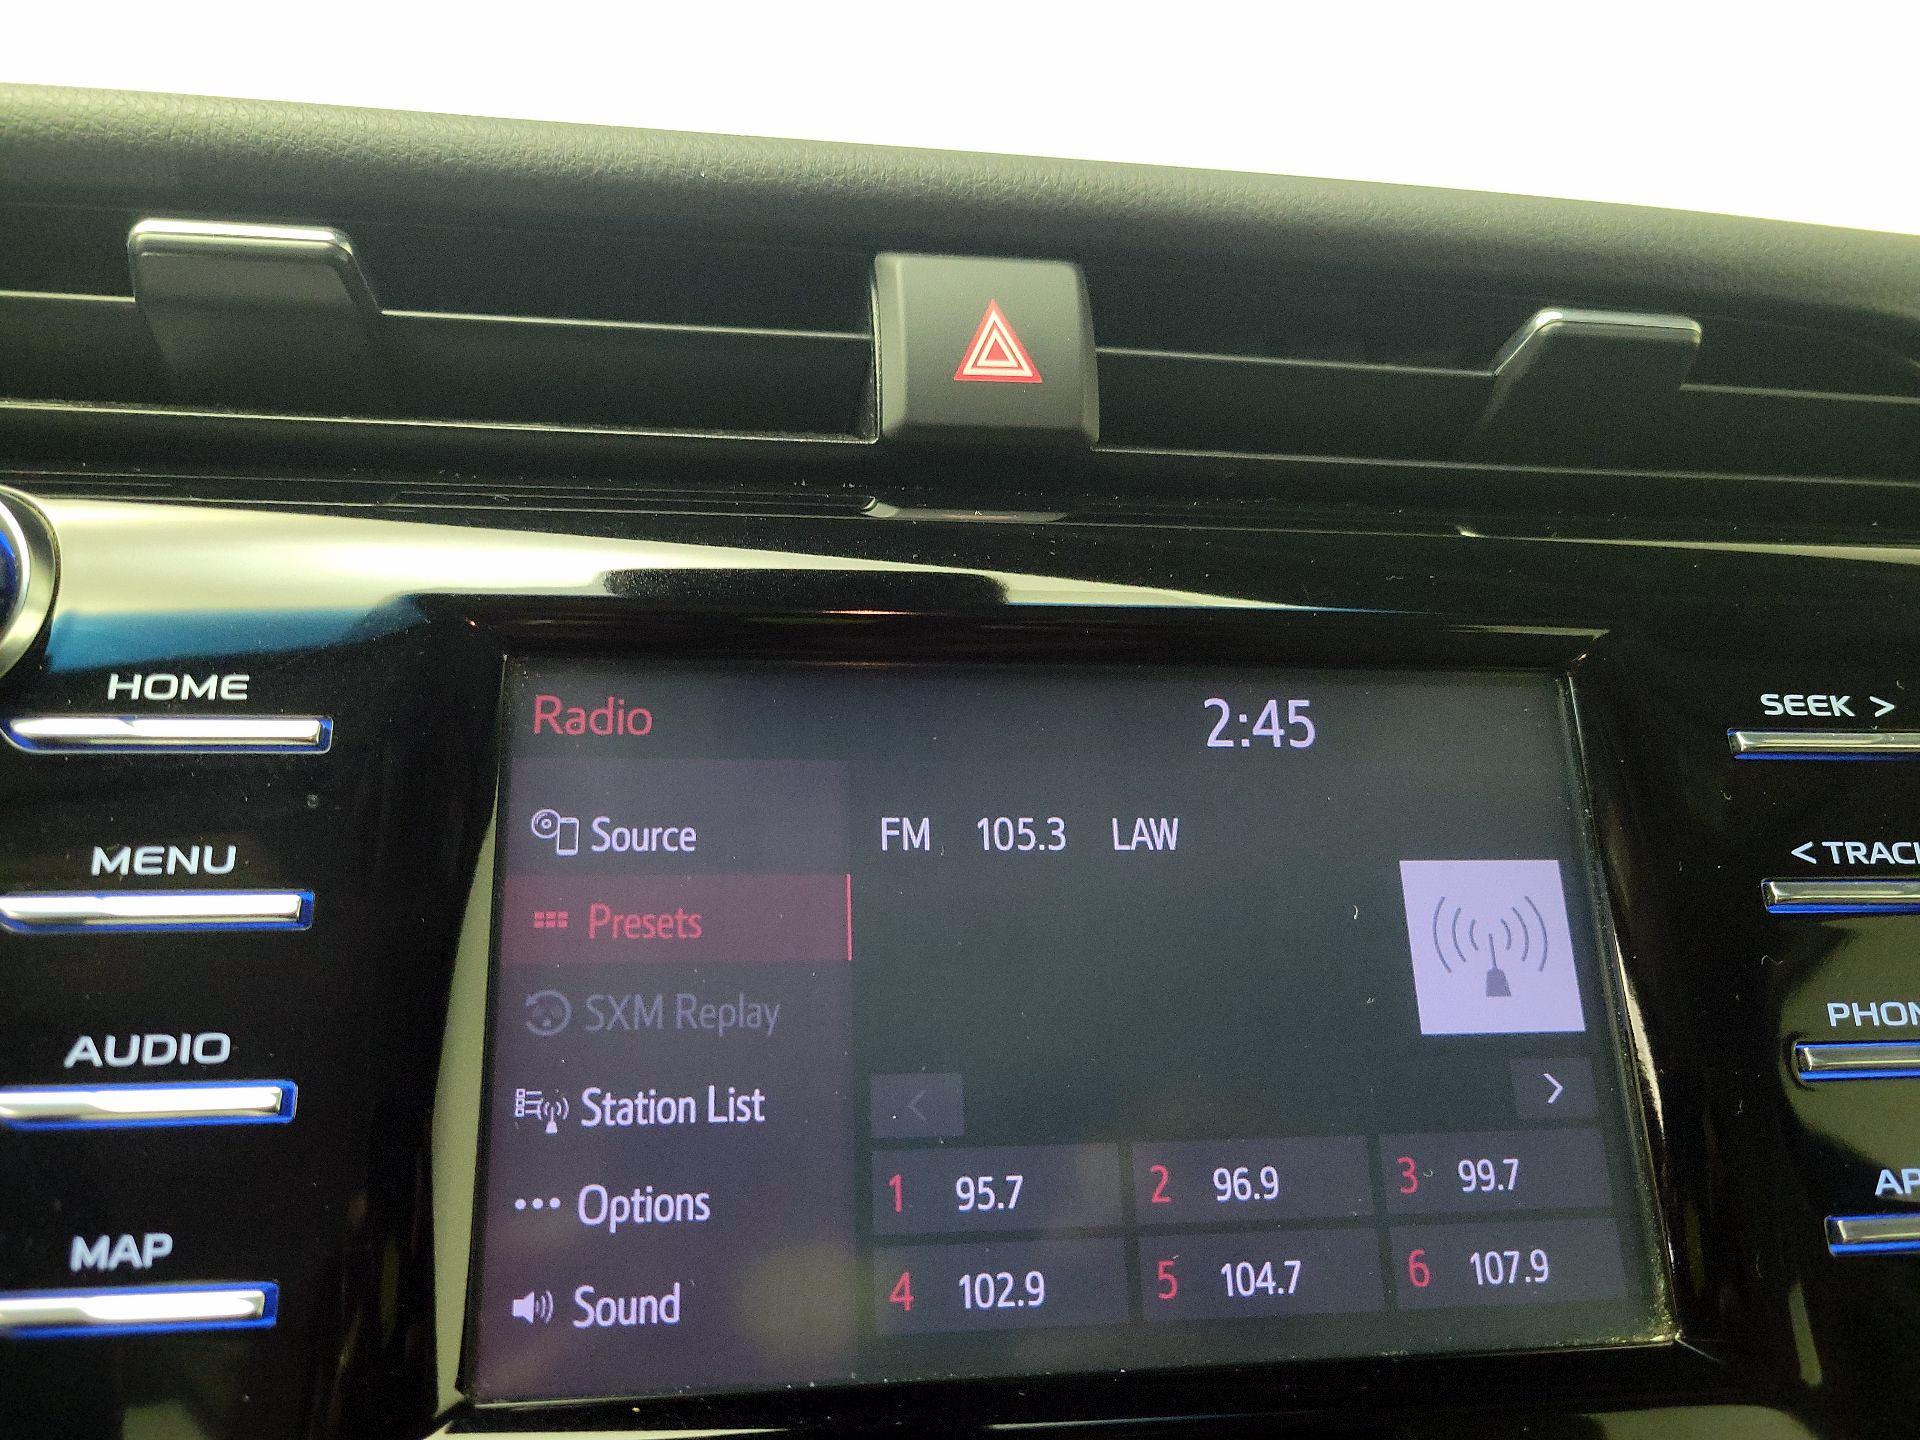 HOME
MENU
AUDIO
MAP
Radio
2:45
Source
Presets
SXM Replay
Station List
Options
Sound
FM 105.3 LAW
1 95.7 2 96.9 3 99.7
4 102.9 5 104.7 6 107.9
SEEK >
< TRACK
PHON
AP